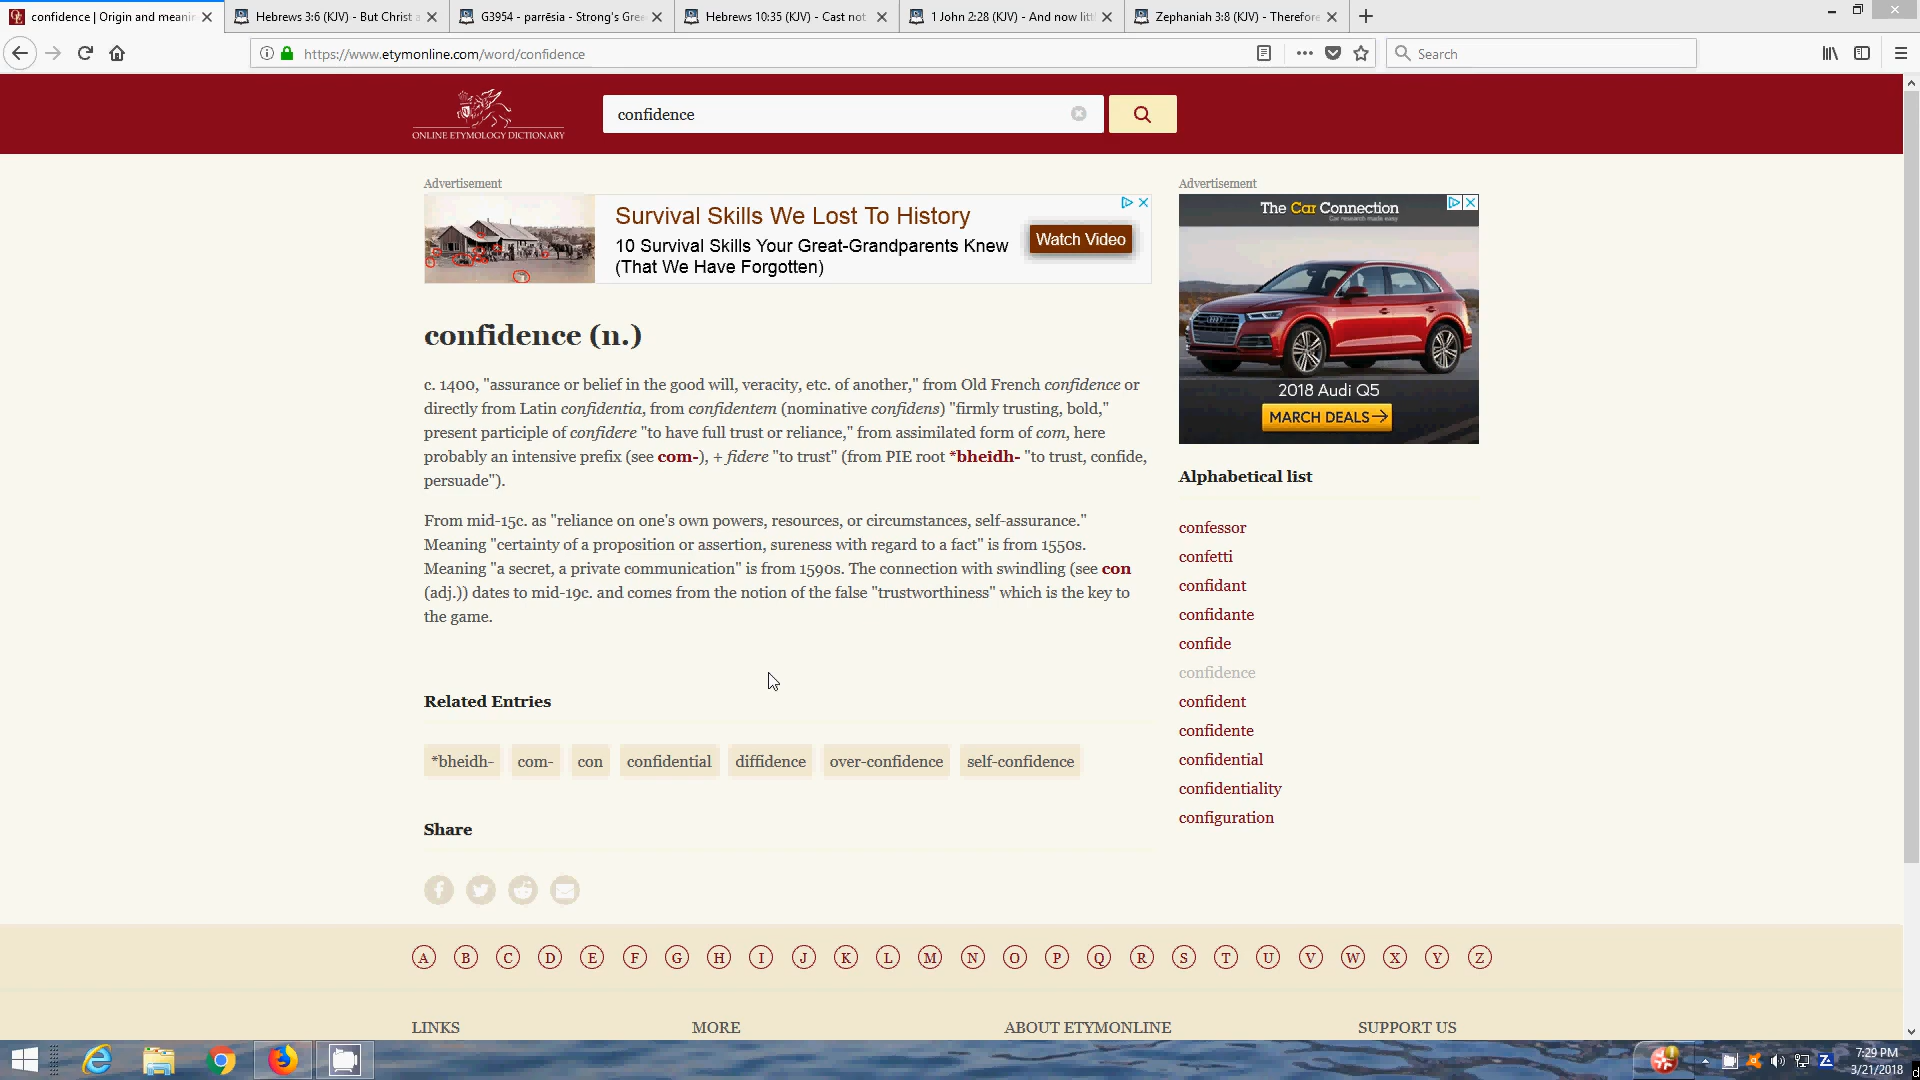 confidence | Origin and meanin
Hebrews 3:6 (KJV) - But Christ a
G3954 - parrēsia - Strong's Gree
Hebrews 10:35 (KJV) - Cast not
1 John 2:28 (KJV) - And now litt
Zephaniah 3:8 (KJV) - Therefore
https://www.etymonline.com/word/confidence
Search
ONLINE ETYMOLOGY DICTIONARY
confidence
Advertisement
Survival Skills We Lost To History
10 Survival Skills Your Great-Grandparents Knew
(That We Have Forgotten)
Watch Video
Advertisement
The Car Connection
Car research made easy
2018 Audi Q5
MARCH DEALS→
confidence (n.)
c. 1400, "assurance or belief in the good will, veracity, etc. of another," from Old French confidence or
directly from Latin confidentia, from confidentem (nominative confidens) "firmly trusting, bold,"
present participle of confidere "to have full trust or reliance," from assimilated form of com, here
probably an intensive prefix (see com-), + fidere "to trust" (from PIE root *bheidh- "to trust, confide,
persuade").
From mid-15c. as "reliance on one's own powers, resources, or circumstances, self-assurance."
Meaning "certainty of a proposition or assertion, sureness with regard to a fact" is from 1550s.
Meaning "a secret, a private communication" is from 1590s. The connection with swindling (see con
(adj.)) dates to mid-19c. and comes from the notion of the false "trustworthiness" which is the key to
the game.
Related Entries
*bheidh- com- con confidential diffidence over-confidence self-confidence
Share
Alphabetical list
confessor
confetti
confidant
confidante
confide
confidence
confident
confidente
confidential
confidentiality
configuration
A B C D E F G H I J K L M N O P Q R S T U V W X Y Z
LINKS MORE ABOUT ETYMONLINE SUPPORT US
7:29 PM
3/21/2018